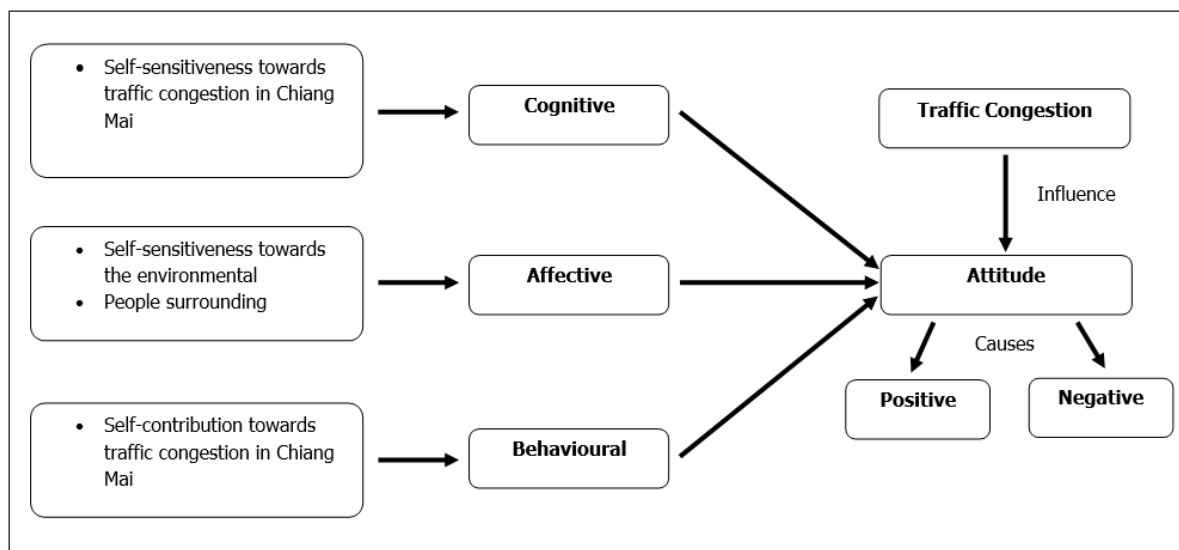 • Self-sensitiveness towards
traffic congestion in Chiang
Mai
Cognitive
Traffic Congestion
Influence
• Self-sensitiveness towards
the environmental
• People surrounding
Affective
Attitude
Causes
Positive
Negative
• Self-contribution towards
traffic congestion in Chiang
Mai
Behavioural